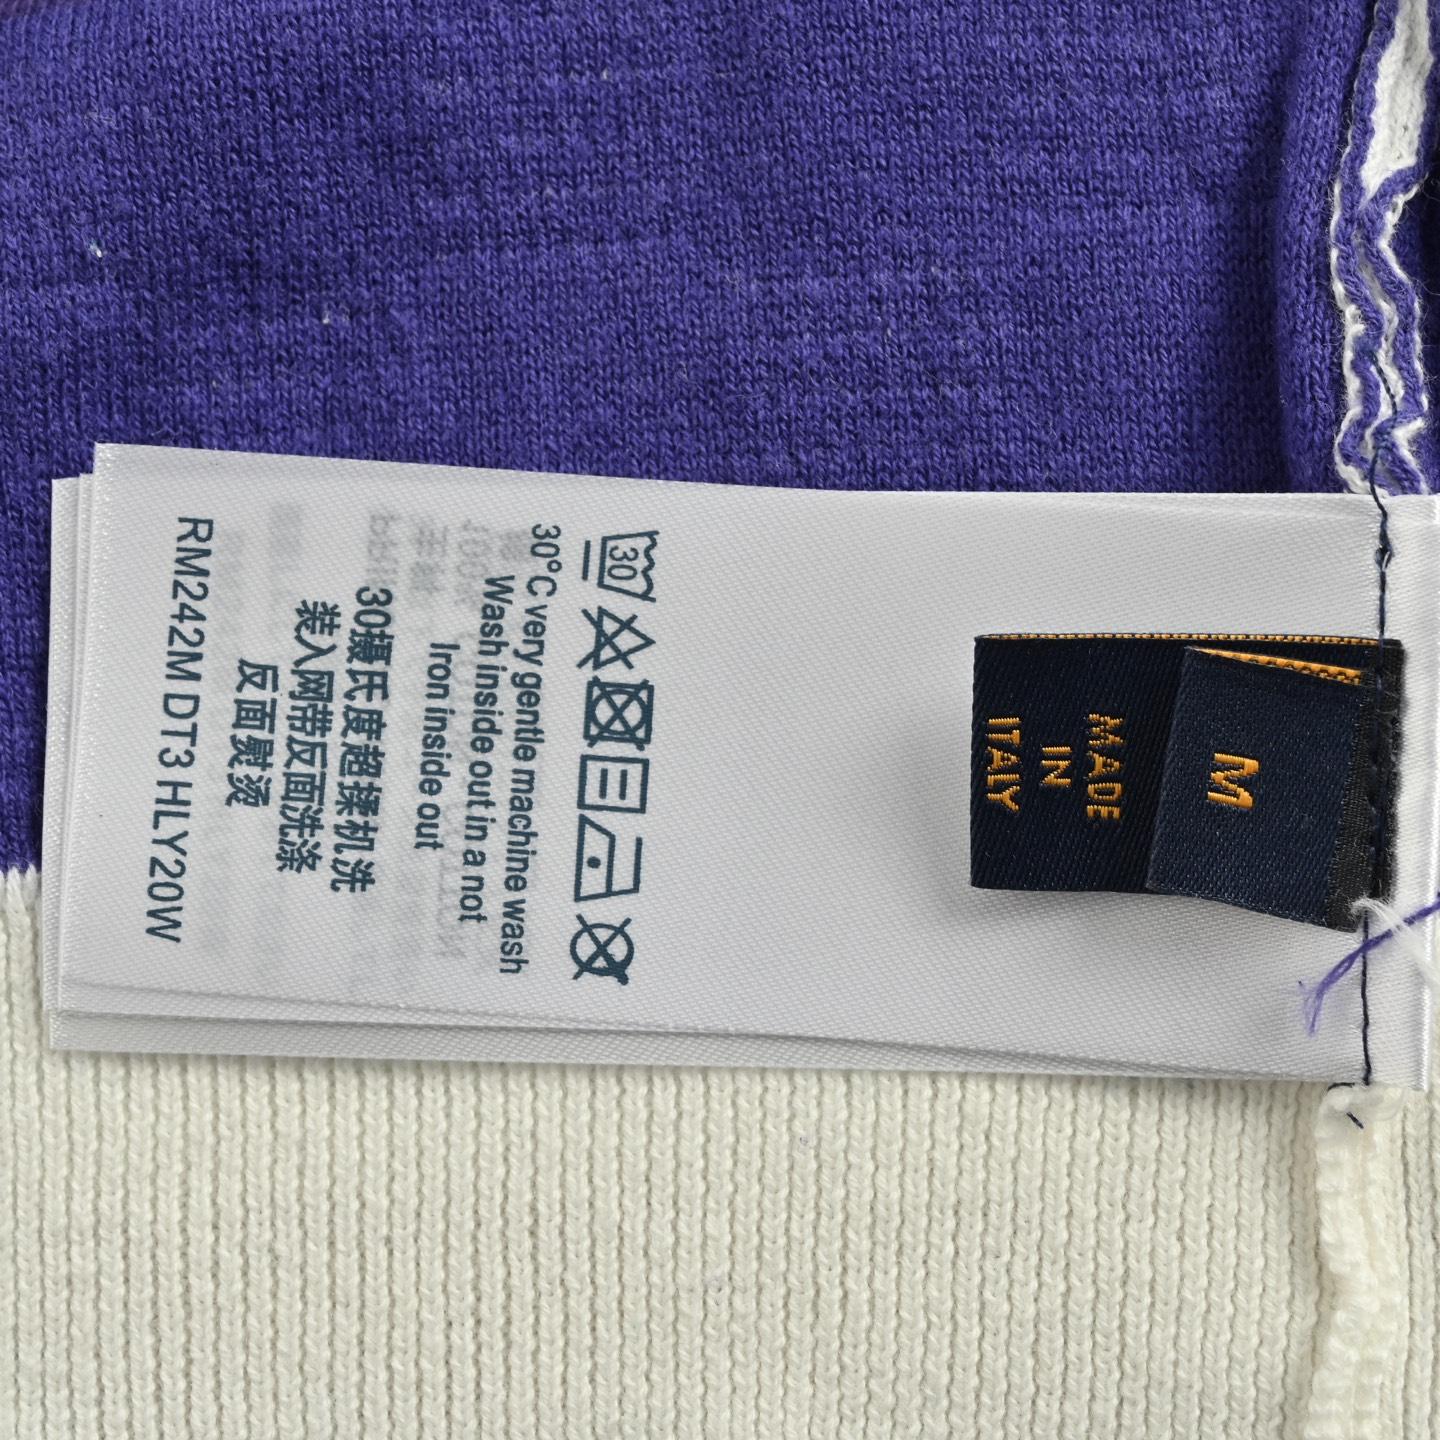 30
30°C very gentle machine wash
Wash inside out in a not
Iron inside out
30摄氏度超揉机洗
装入网带反面洗涤
反面熨烫
RM242M DT3 HLY20W
M
MADE
IN
ITALY